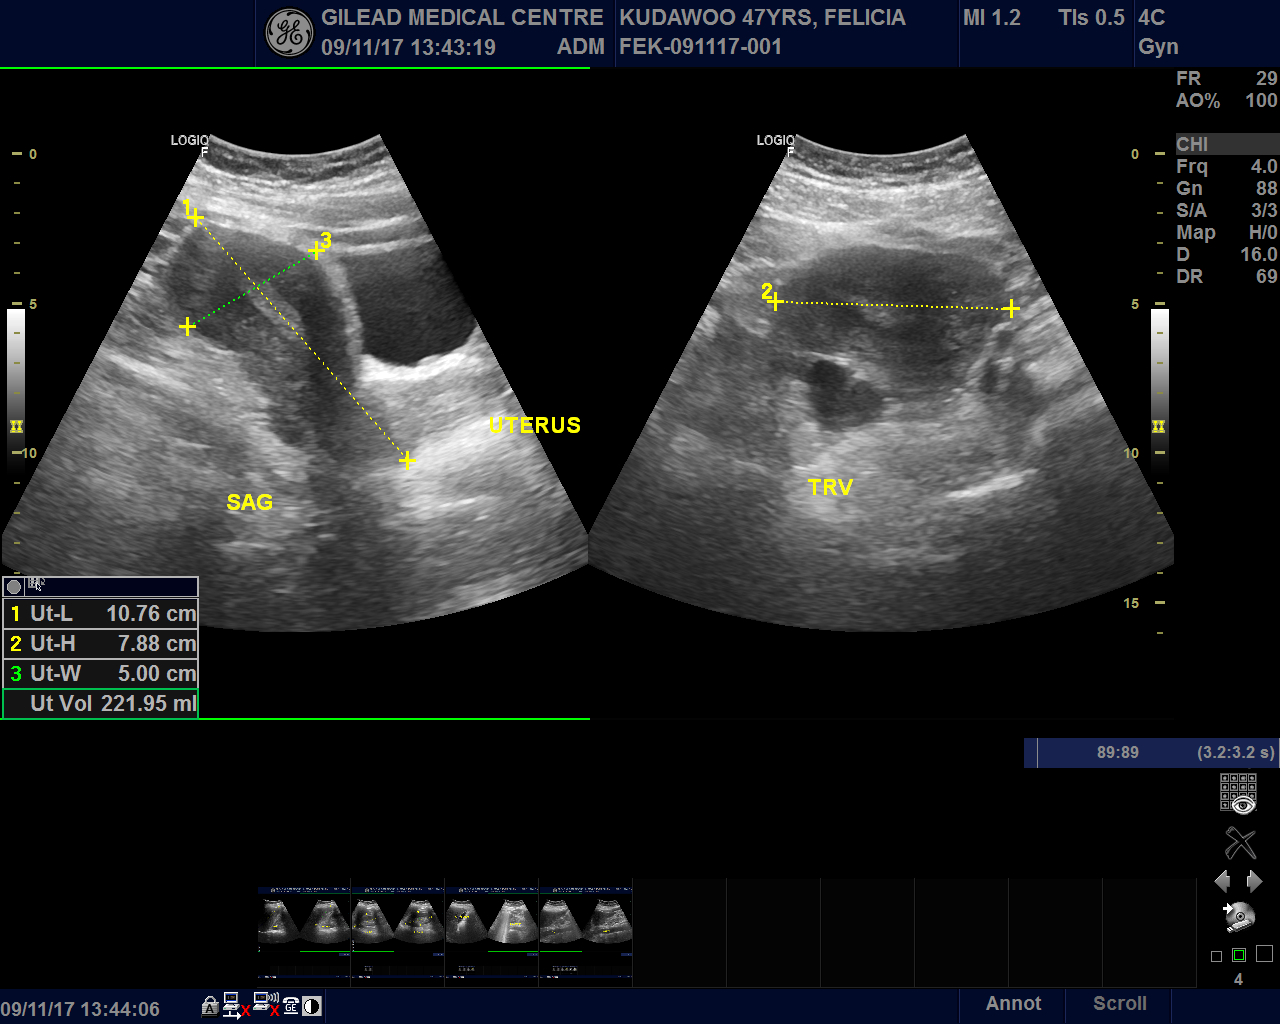 GILEAD MEDICAL CENTRE
09/11/17 13:43:19 ADM
KUDAWOO 47YRS, FELICIA
FEK-091117-001
MI 1.2 TIs 0.5
4C
Gyn
FR 29
AO% 100
CHI
Frq 4.0
Gn 88
S/A 3/3
Map H/0
D 16.0
DR 69
LOGIQ
F
LOGIQ
F
0
5
10
0
5
10
15
1
3
2
UTERUS
SAG
TRV
1 Ut-L 10.76 cm
2 Ut-H 7.88 cm
3 Ut-W 5.00 cm
Ut Vol 221.95 ml
89:89 (3.2:3.2 s)
4
09/11/17 13:44:06
A
GE
Annot
Scroll